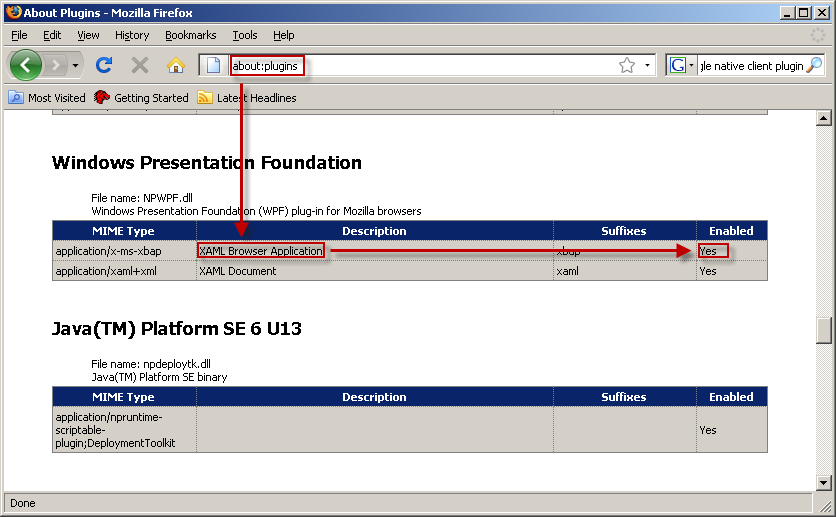 About Plugins - Mozilla Firefox
File Edit View History Bookmarks Tools Help
about:plugins
gle native client plugin
Most Visited Getting Started Latest Headlines
Windows Presentation Foundation
File name: NPWPF.dll
Windows Presentation Foundation (WPF) plug-in for Mozilla browsers
MIME Type Description Suffixes Enabled
application/x-ms-xbap XAML Browser Application xbap Yes
application/xaml+xml XAML Document xaml Yes
Java(TM) Platform SE 6 U13
File name: npdeploytk.dll
Java(TM) Platform SE binary
MIME Type Description Suffixes Enabled
application/npruntime-
scriptable-
plugin;DeploymentToolkit
Yes
Done